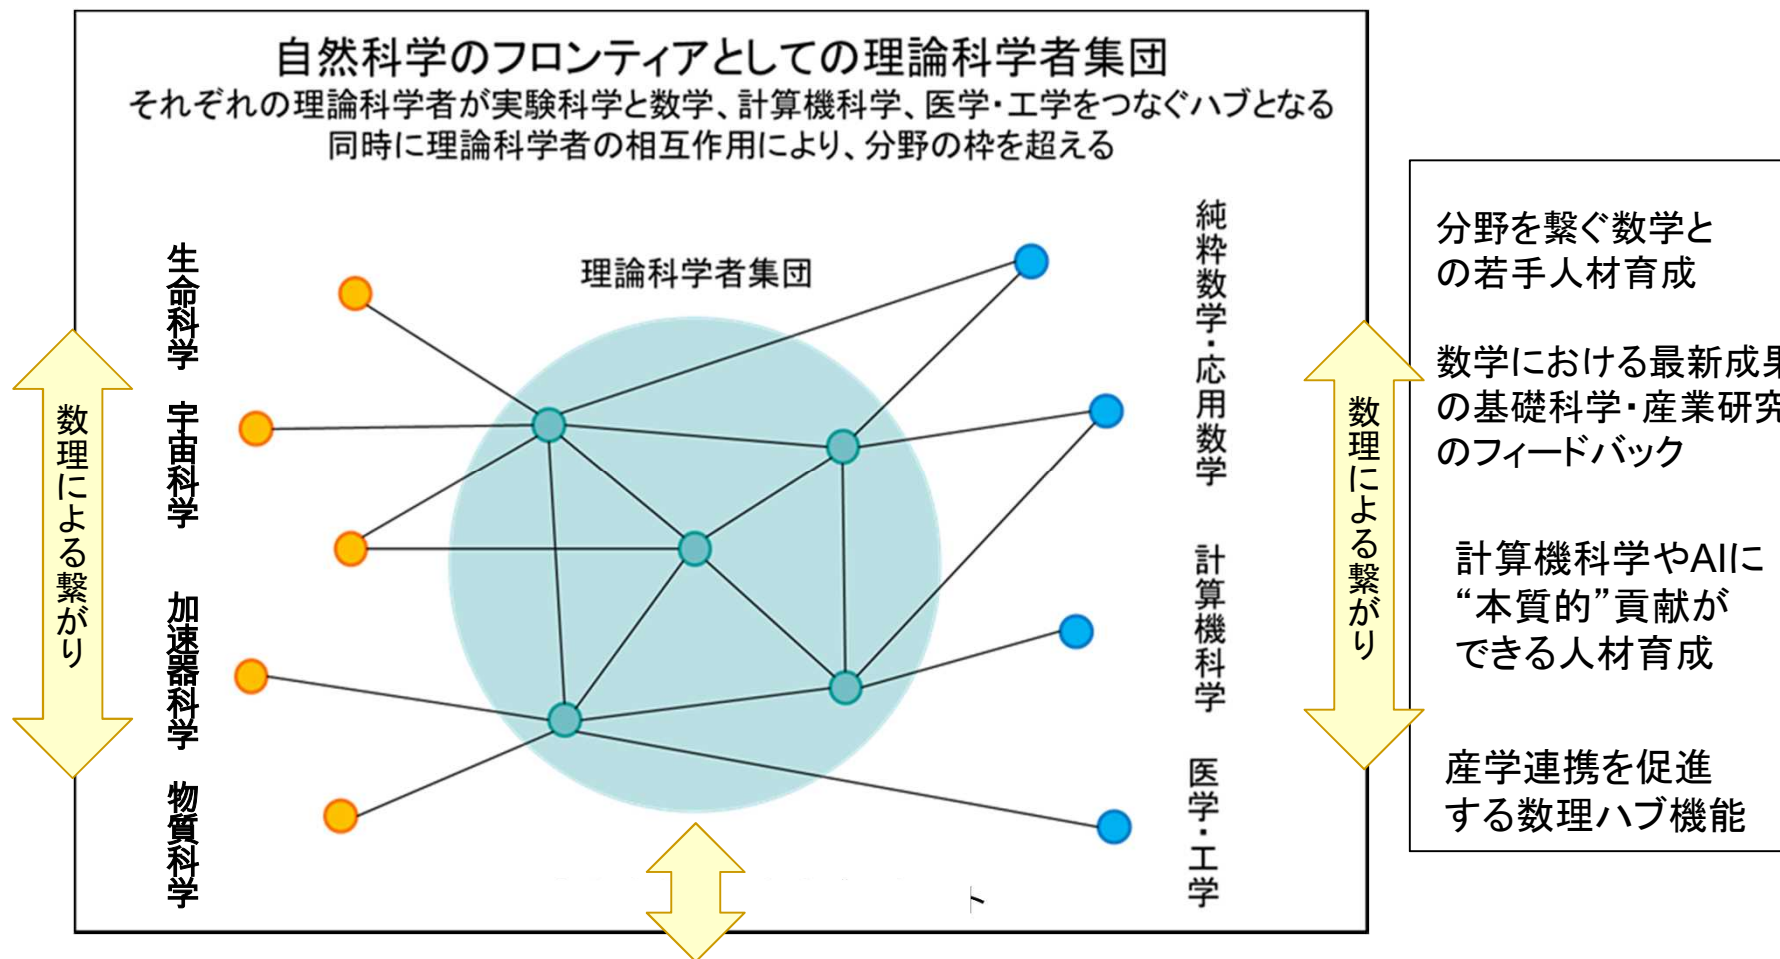 自然科学のフロンティアとしての理論科学者集団
それぞれの理論科学者が実験科学と数学、計算機科学、医学・工学をつなぐハブとなる
同時に理論科学者の相互作用により、分野の枠を超える
理論科学者集団
数理による繋がり
生命科学
宇宙科学
加速器科学
物質科学
純粋数学・応用数学
計算機科学
医学・工学
数理による繋がり
分野を繋ぐ数学と
の若手人材育成
数学における最新成果
の基礎科学・産業研究
のフィードバック
計算機科学やAIに
“本質的”貢献が
できる人材育成
産学連携を促進
する数理ハブ機能